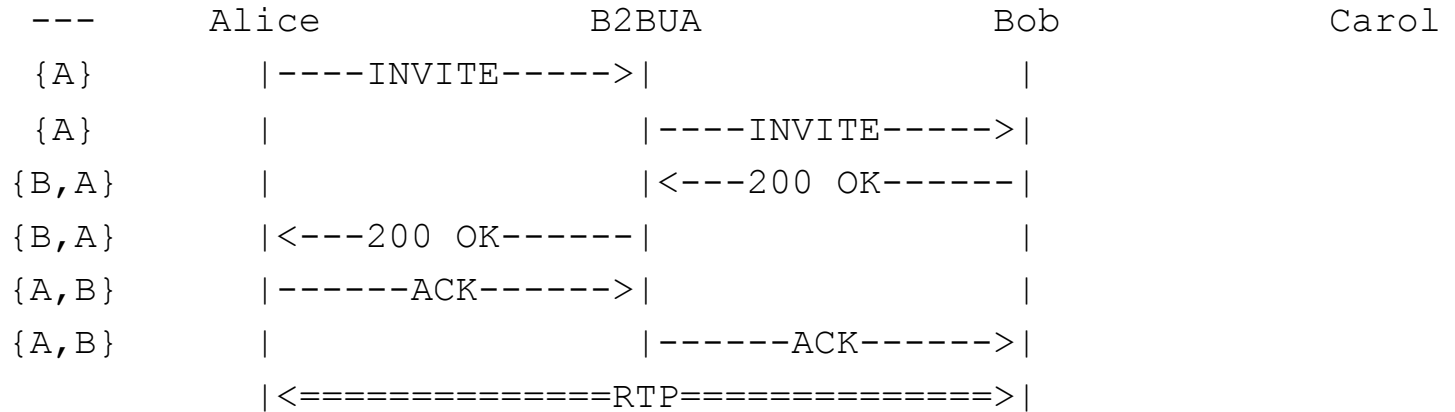 ---      Alice                B2BUA                 Bob                Carol
{A}         |----INVITE----->|                      |
{A}         |                |----INVITE----->|
{B,A}       |                |<---200 OK------|
{B,A}       |<---200 OK------|                |
{A,B}       |------ACK------>|                |
{A,B}       |                |------ACK------>|
            |<==============RTP==============>|